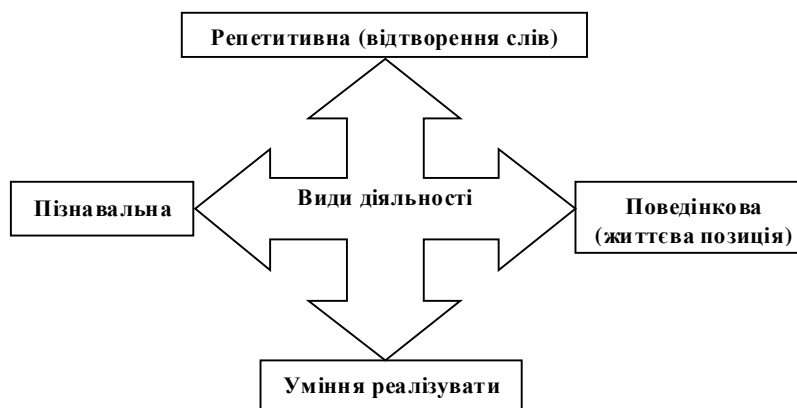 Репетитивна (відтворення слів)
Пізнавальна
Види діяльності
Поведінкова
(життєва позиція)
Уміння реалізувати